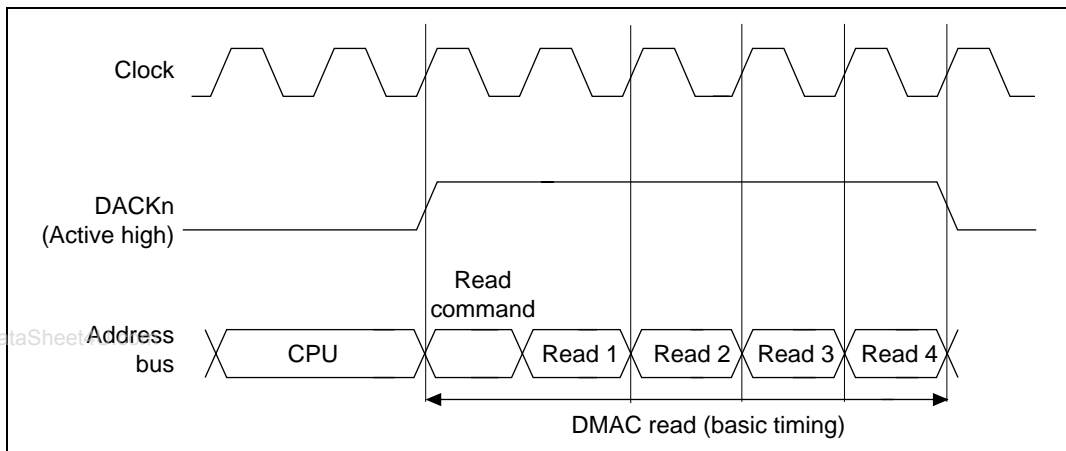 Clock
DACKn
(Active high)
Read
command
Address
bus
CPU
Read 1
Read 2
Read 3
Read 4
DMAC read (basic timing)